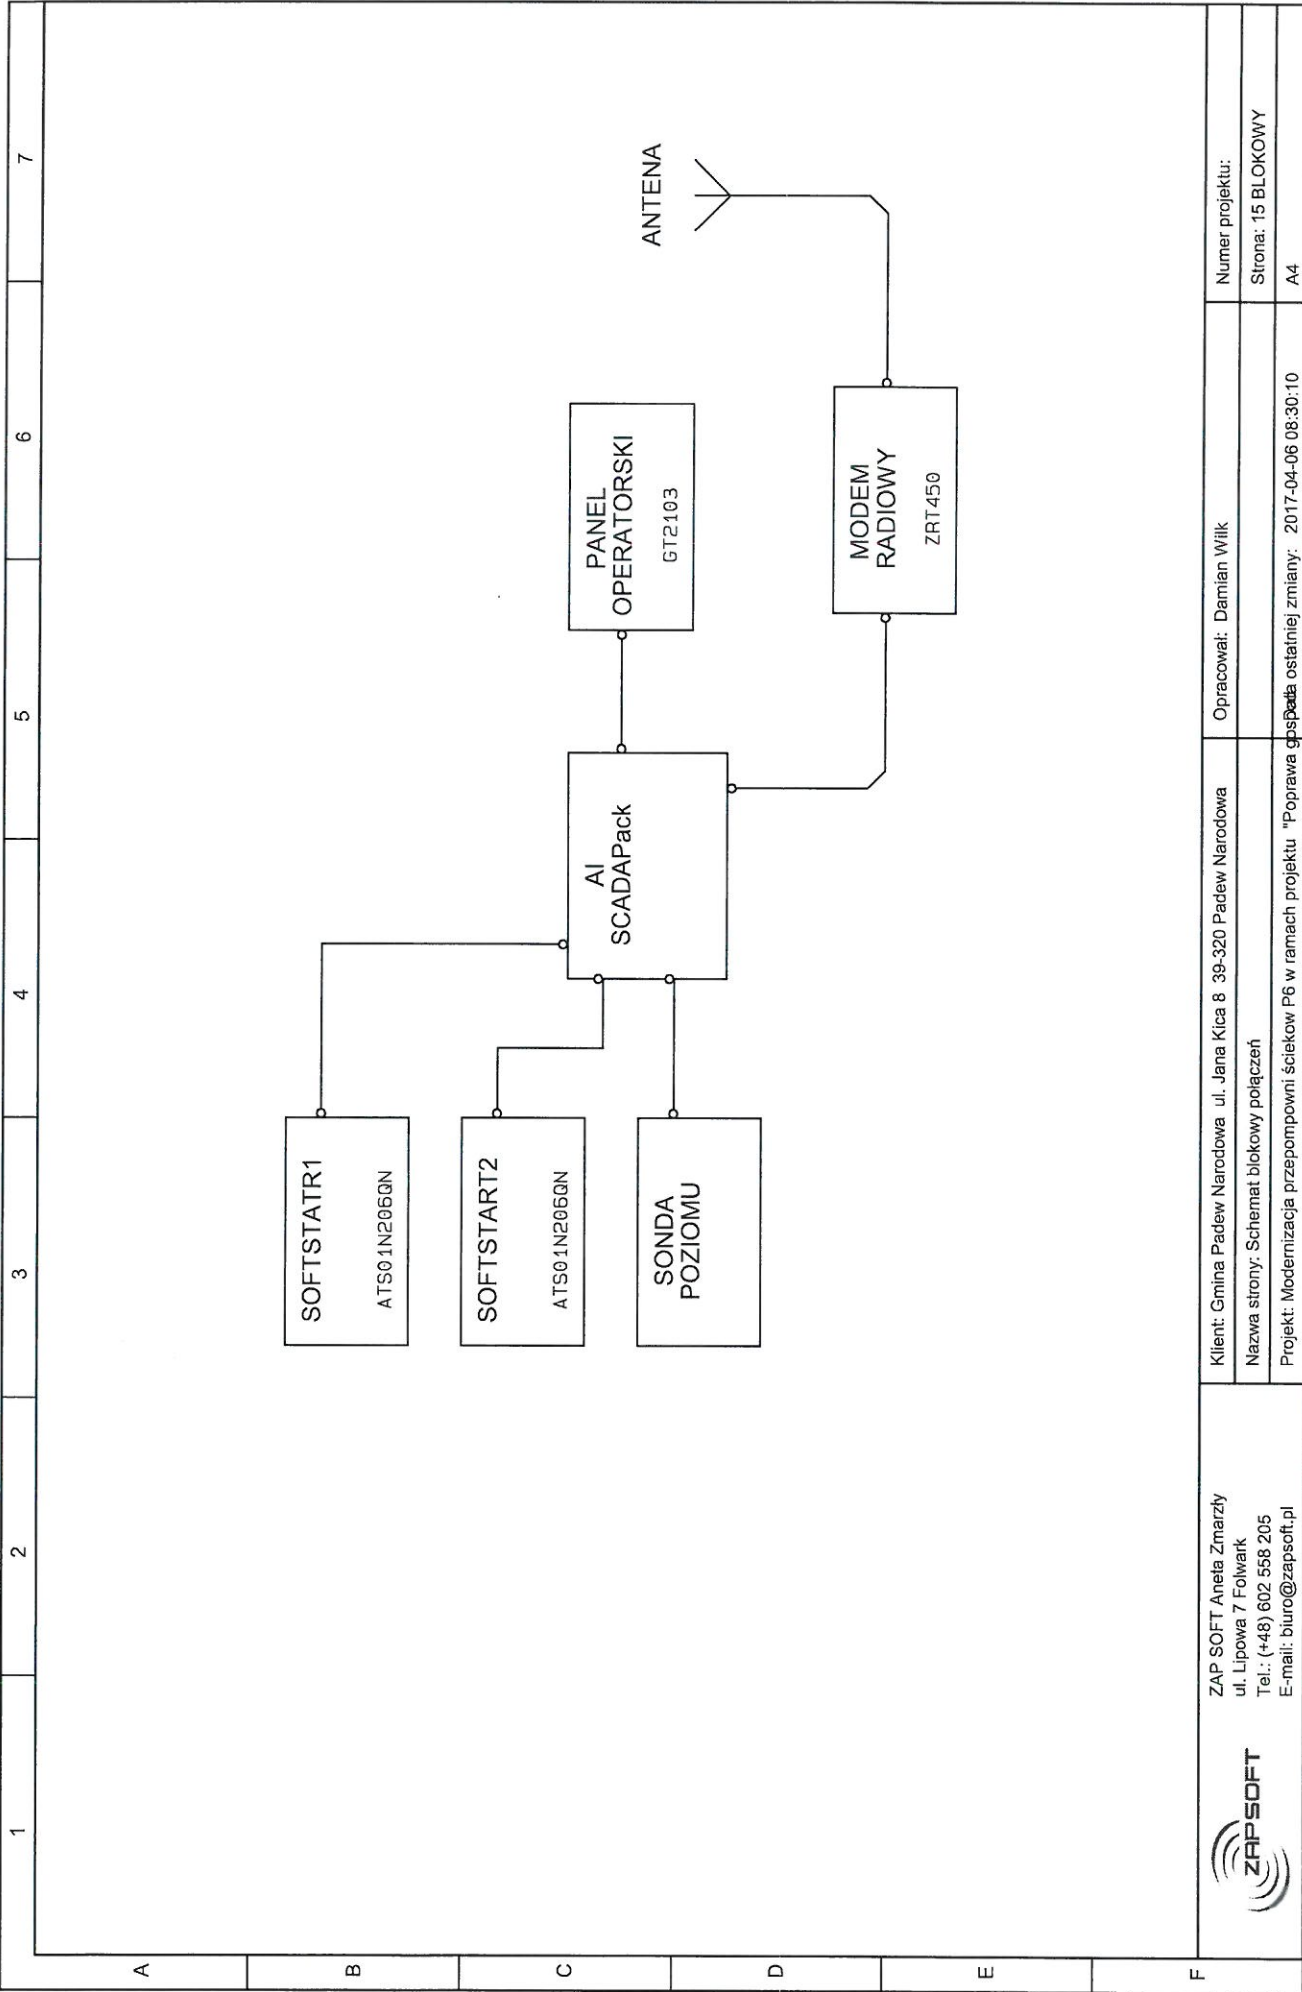 1
2
3
4
5
6
7
A
B
C
D
E
F
SOFTSTATR1
ATS01N206QN
SOFTSTART2
ATS01N206QN
SONDA
POZIOMU
AI
SCADAPack
PANEL
OPERATORSKI
GT2103
MODEM
RADIOWY
ZRT450
ANTENA
ZAPSOFT
ZAP SOFT Aneta Zmarzły
ul. Lipowa 7 Folwark
Tel.: (+48) 602 558 205
E-mail: biuro@zapsoft.pl
Klient: Gmina Padew Narodowa ul. Jana Kica 8 39-320 Padew Narodowa
Opracował: Damian Wilk
Numer projektu:
Nazwa strony: Schemat blokowy połączeń
Strona: 15 BLOKOWY
Projekt: Modernizacja przepompowni ściekow P6 w ramach projektu "Poprawa ostatniej zmiany: 2017-04-06 08:30:10
A4